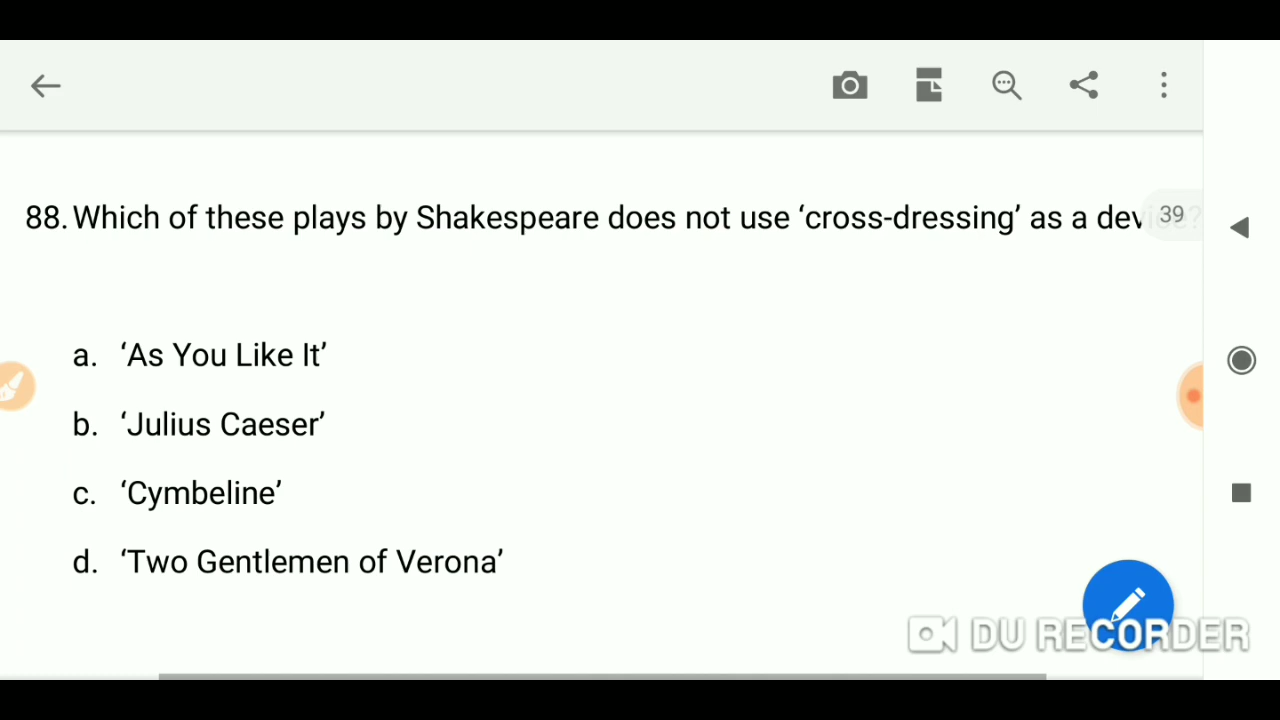 88. Which of these plays by Shakespeare does not use ‘cross-dressing’ as a device?
39
a. ‘As You Like It’
b. ‘Julius Caeser’
c. ‘Cymbeline’
d. ‘Two Gentlemen of Verona’
DU RECORDER